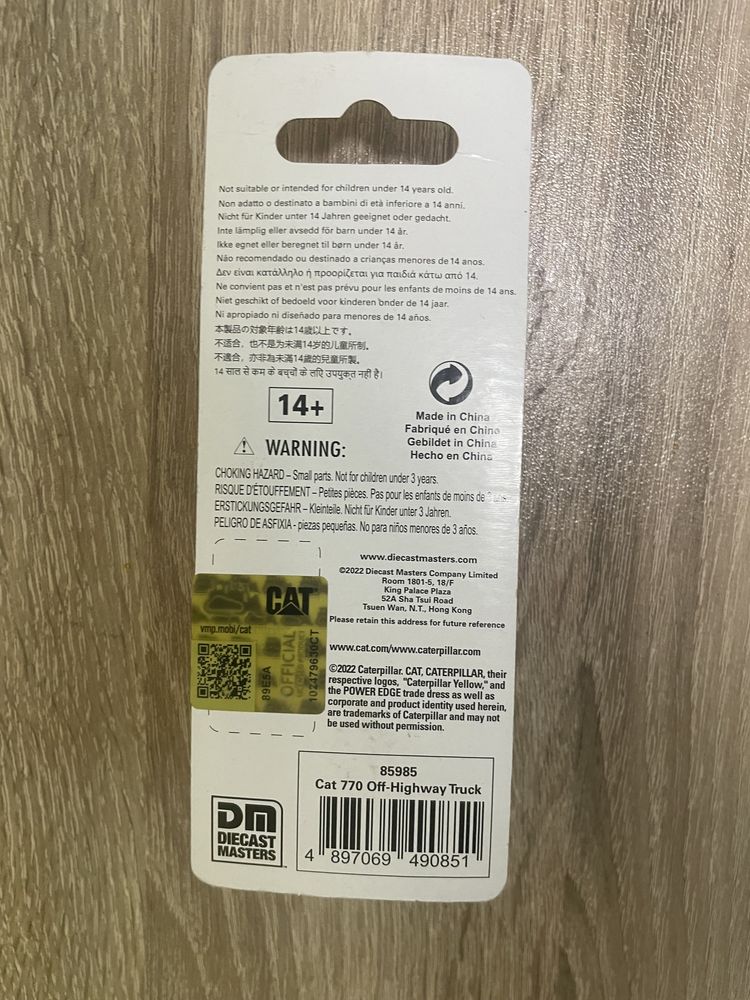 Not suitable or intended for children under 14 years old.
Non adatto o destinato a bambini di età inferiore a 14 anni.
Nicht für Kinder unter 14 Jahren geeignet oder gedacht.
Inte lämplig eller avsedd för barn under 14 år.
Ikke egnet eller beregnet til børn under 14 år.
Não recomendado ou destinado a crianças menores de 14 anos.
Δεν είναι κατάλληλο ή προορίζεται για παιδιά κάτω από 14.
Ne convient pas et n'est pas prévu pour les enfants de moins de 14 ans.
Niet geschikt of bedoeld voor kinderen onder de 14 jaar.
Ni apropiado ni diseñado para menores de 14 años.
本製品の対象年齢は14歳以上です。
不适合，也不是为未满14岁的儿童所制。
不適合，亦非為未滿14歲的兒童所製。
14 साल से कम के बच्चों के लिए उपयुक्त नहीं है।
14+
Made in China
Fabriqué en Chine
Gebildet in China
Hecho en China
WARNING:
CHOKING HAZARD – Small parts. Not for children under 3 years.
RISQUE D'ÉTOUFFEMENT – Petites pièces. Pas pour les enfants de moins de 3 ans
ERSTICKUNGSGEFAHR – Kleinteile. Nicht für Kinder unter 3 Jahren.
PELIGRO DE ASFIXIA - piezas pequeñas. No para niños menores de 3 años.
www.diecastmasters.com
©2022 Diecast Masters Company Limited
Room 1801-5, 18/F
King Palace Plaza
52A Sha Tsui Road
Tsuen Wan, N.T., Hong Kong
Please retain this address for future reference
CAT
vmp.mobi/cat
89E5A
OFFICIAL
102479630CT
www.cat.com/www.caterpillar.com
©2022 Caterpillar. CAT, CATERPILLAR, their
respective logos, "Caterpillar Yellow," and
the POWER EDGE trade dress as well as
corporate and product identity used herein,
are trademarks of Caterpillar and may not
be used without permission.
85985
Cat 770 Off-Highway Truck
4 897069 490851
DM
DIECAST
MASTERS